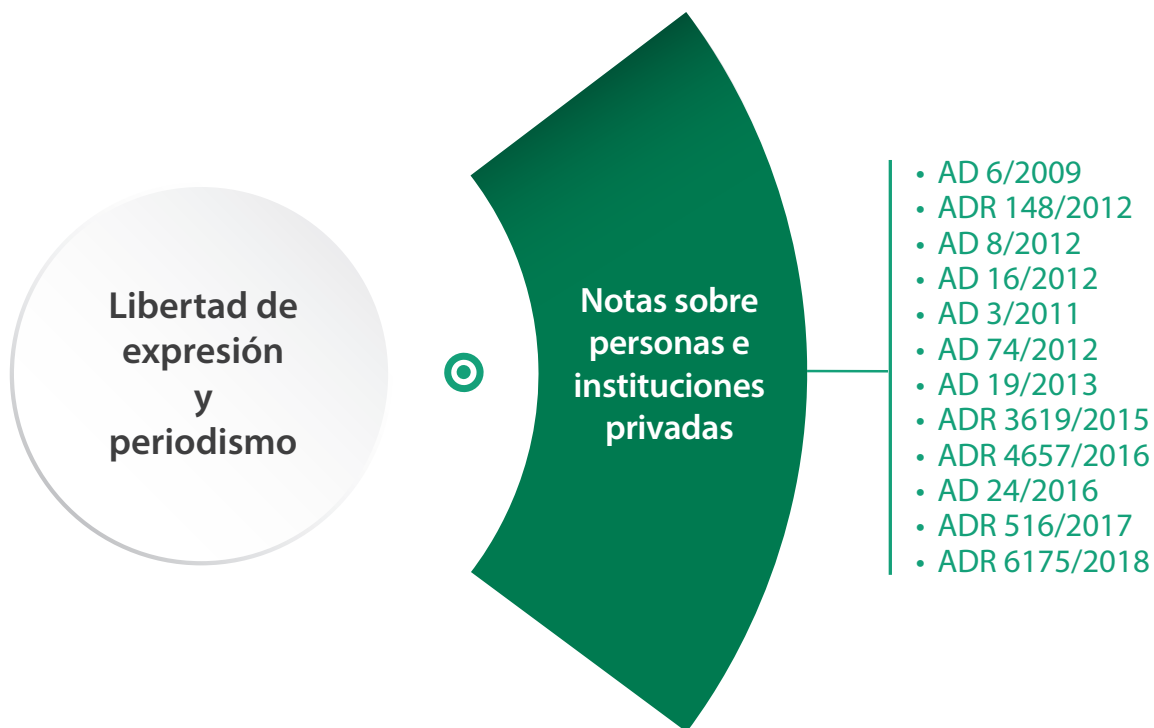 Libertad de
expresión
y
periodismo
Notas sobre
personas e
instituciones
privadas
• AD 6/2009
• ADR 148/2012
• AD 8/2012
• AD 16/2012
• AD 3/2011
• AD 74/2012
• AD 19/2013
• ADR 3619/2015
• ADR 4657/2016
• AD 24/2016
• ADR 516/2017
• ADR 6175/2018